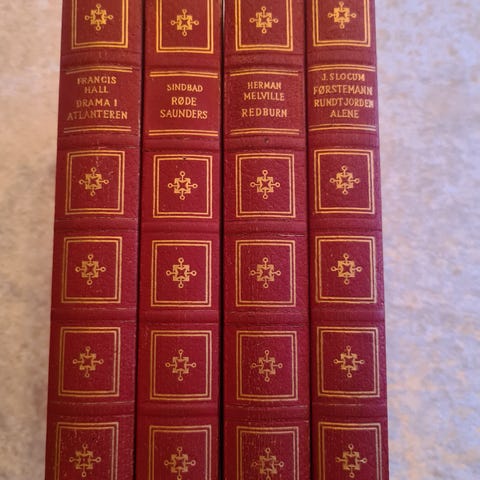 FRANCIS
HALL
DRAMA I
ATLANTEREN
SINDBAD
RØDE
SAUNDERS
HERMAN
MELVILLE
REDBURN
J. SLOCUM
FØRSTEMANN
RUNDT JORDEN
ALENE